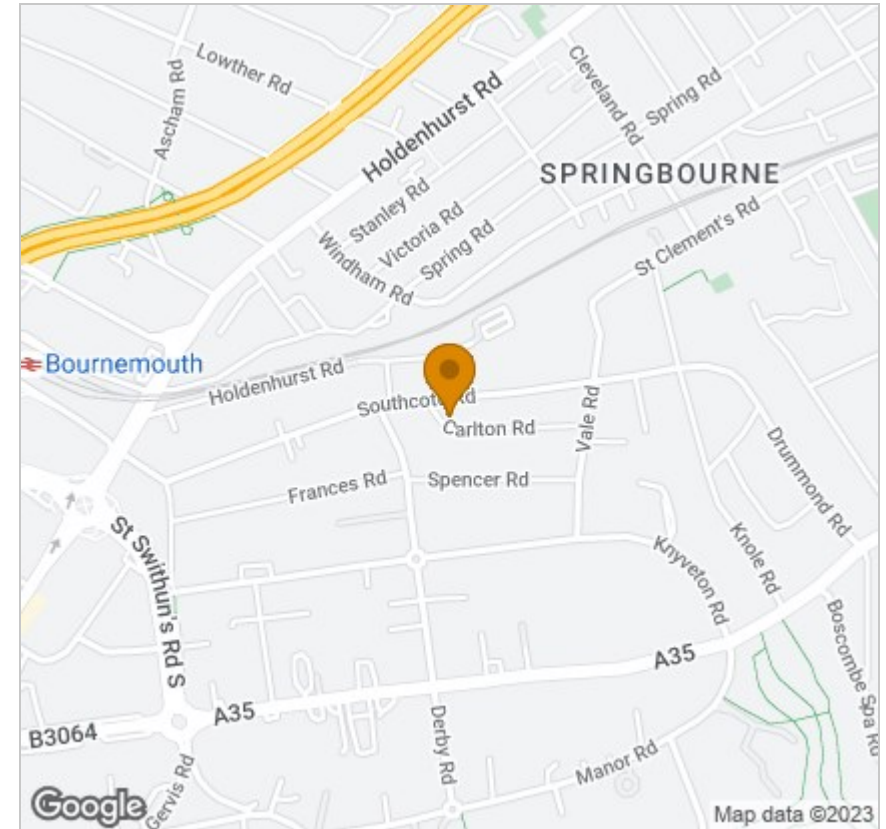 Lowther Rd
Ascham Rd
Holdenhurst Rd
Cleveland Rd
Spring Rd
SPRINGBOURNE
Stanley Rd
Victoria Rd
Spring Rd
Windham Rd
St Clement's Rd
Bournemouth
Holdenhurst Rd
Southcote Rd
Carlton Rd
Vale Rd
Drummond Rd
Frances Rd
Spencer Rd
St Swithun's Rd S
Knyveton Rd
Knole Rd
Boscombe Spa Rd
A35
A35
B3064
Derby Rd
Manor Rd
Gervis Rd
Google
Map data ©2023